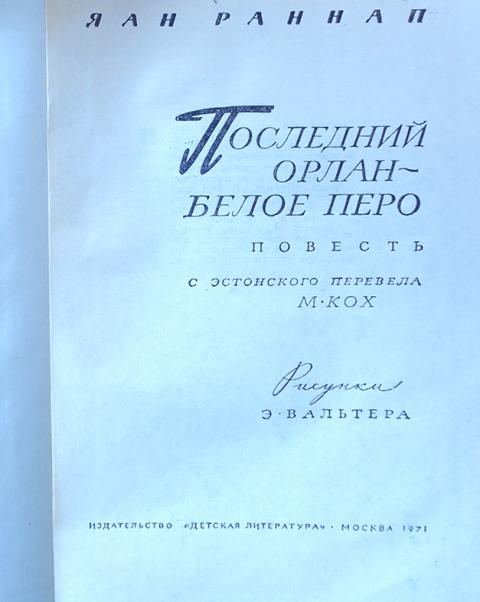 ЯАН РАННАП
ПОСЛЕДНИЙ
ОРЛАН~
БЕЛОЕ ПЕРО
ПОВЕСТЬ
С ЭСТОНСКОГО ПЕРЕВЕЛА
М·КОХ
Рисунки
Э·ВАЛЬТЕРА
ИЗДАТЕЛЬСТВО «ДЕТСКАЯ ЛИТЕРАТУРА» · МОСКВА 1971